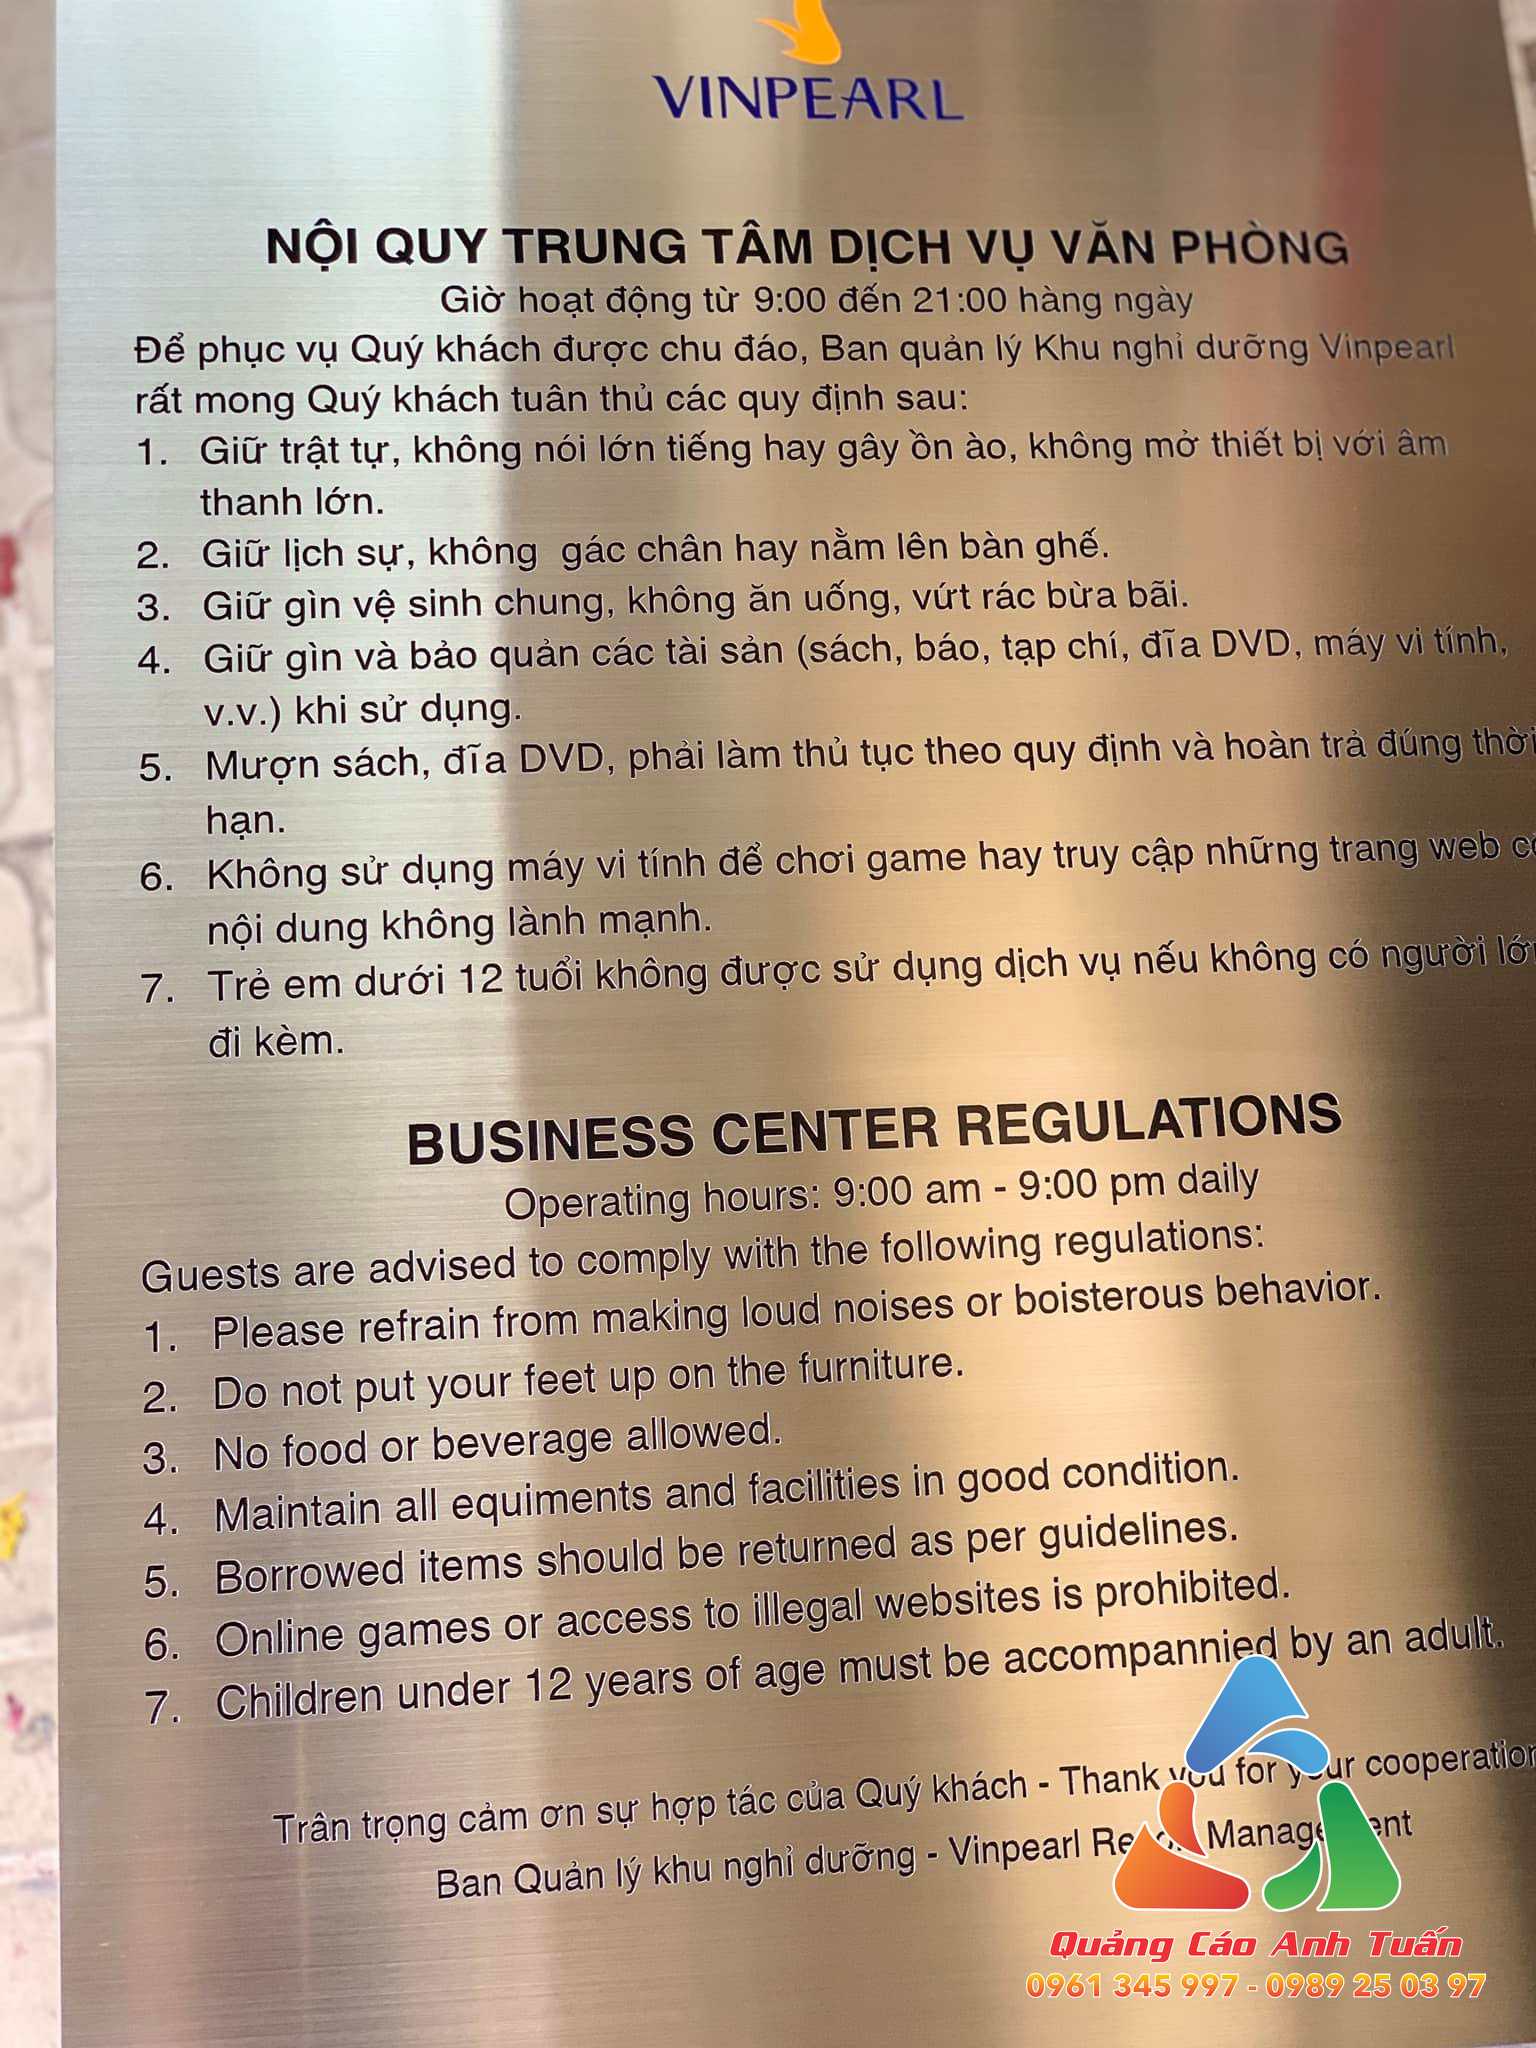 VINPEARL
NỘI QUY TRUNG TÂM DỊCH VỤ VĂN PHÒNG
Giờ hoạt động từ 9:00 đến 21:00 hàng ngày
Để phục vụ Quý khách được chu đáo, Ban quản lý Khu nghỉ dưỡng Vinpearl
rất mong Quý khách tuân thủ các quy định sau:
1. Giữ trật tự, không nói lớn tiếng hay gây ồn ào, không mở thiết bị với âm
thanh lớn.
2. Giữ lịch sự, không gác chân hay nằm lên bàn ghế.
3. Giữ gìn vệ sinh chung, không ăn uống, vứt rác bừa bãi.
4. Giữ gìn và bảo quản các tài sản (sách, báo, tạp chí, đĩa DVD, máy vi tính,
v.v.) khi sử dụng.
5. Mượn sách, đĩa DVD, phải làm thủ tục theo quy định và hoàn trả đúng thời
hạn.
6. Không sử dụng máy vi tính để chơi game hay truy cập những trang web
nội dung không lành mạnh.
7. Trẻ em dưới 12 tuổi không được sử dụng dịch vụ nếu không có người lớn
đi kèm.
BUSINESS CENTER REGULATIONS
Operating hours: 9:00 am - 9:00 pm daily
Guests are advised to comply with the following regulations:
1. Please refrain from making loud noises or boisterous behavior.
2. Do not put your feet up on the furniture.
3. No food or beverage allowed.
4. Maintain all equiments and facilities in good condition.
5. Borrowed items should be returned as per guidelines.
6. Online games or access to illegal websites is prohibited.
7. Children under 12 years of age must be accompannied by an adult.
Trân trọng cảm ơn sự hợp tác của Quý khách - Thank you for your cooperation
Ban Quản lý khu nghỉ dưỡng - Vinpearl Resort Management
Quảng Cáo Anh Tuấn
0961 345 997 - 0989 25 03 97